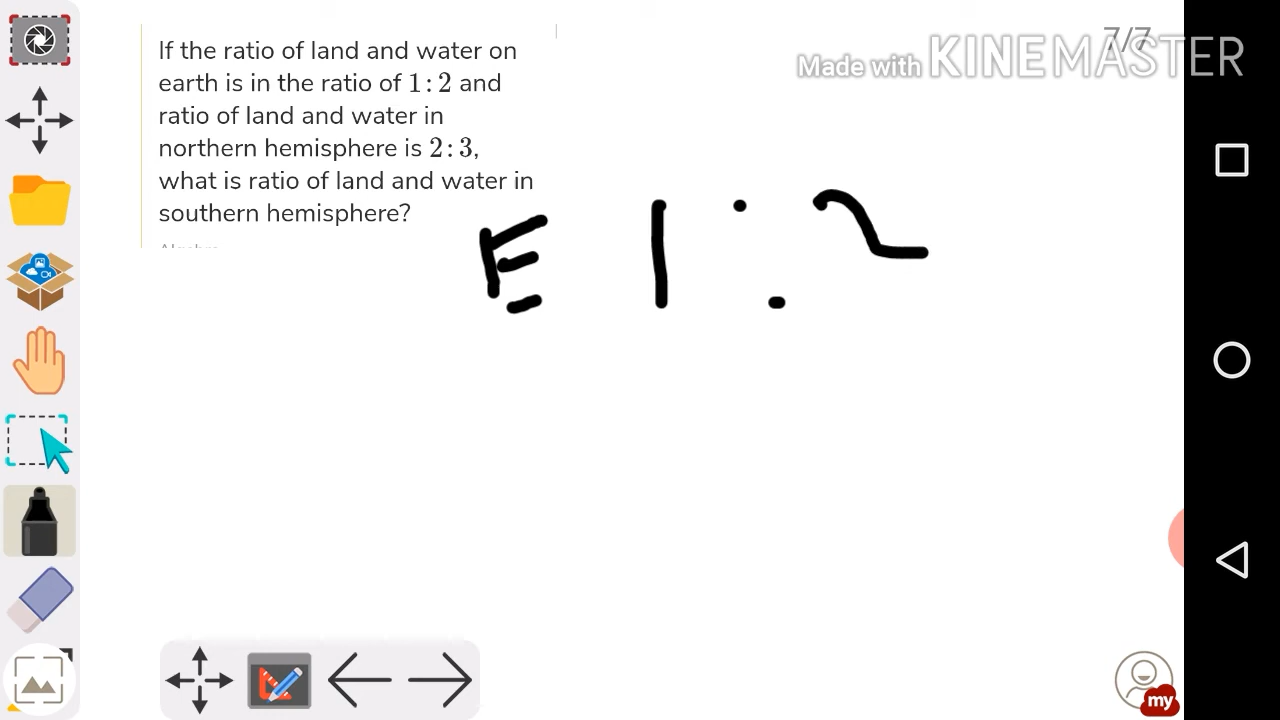 If the ratio of land and water on
earth is in the ratio of 1 : 2 and
ratio of land and water in
northern hemisphere is 2 : 3,
what is ratio of land and water in
southern hemisphere?
E 1 : 2
7/7
Made with KINEMASTER
my